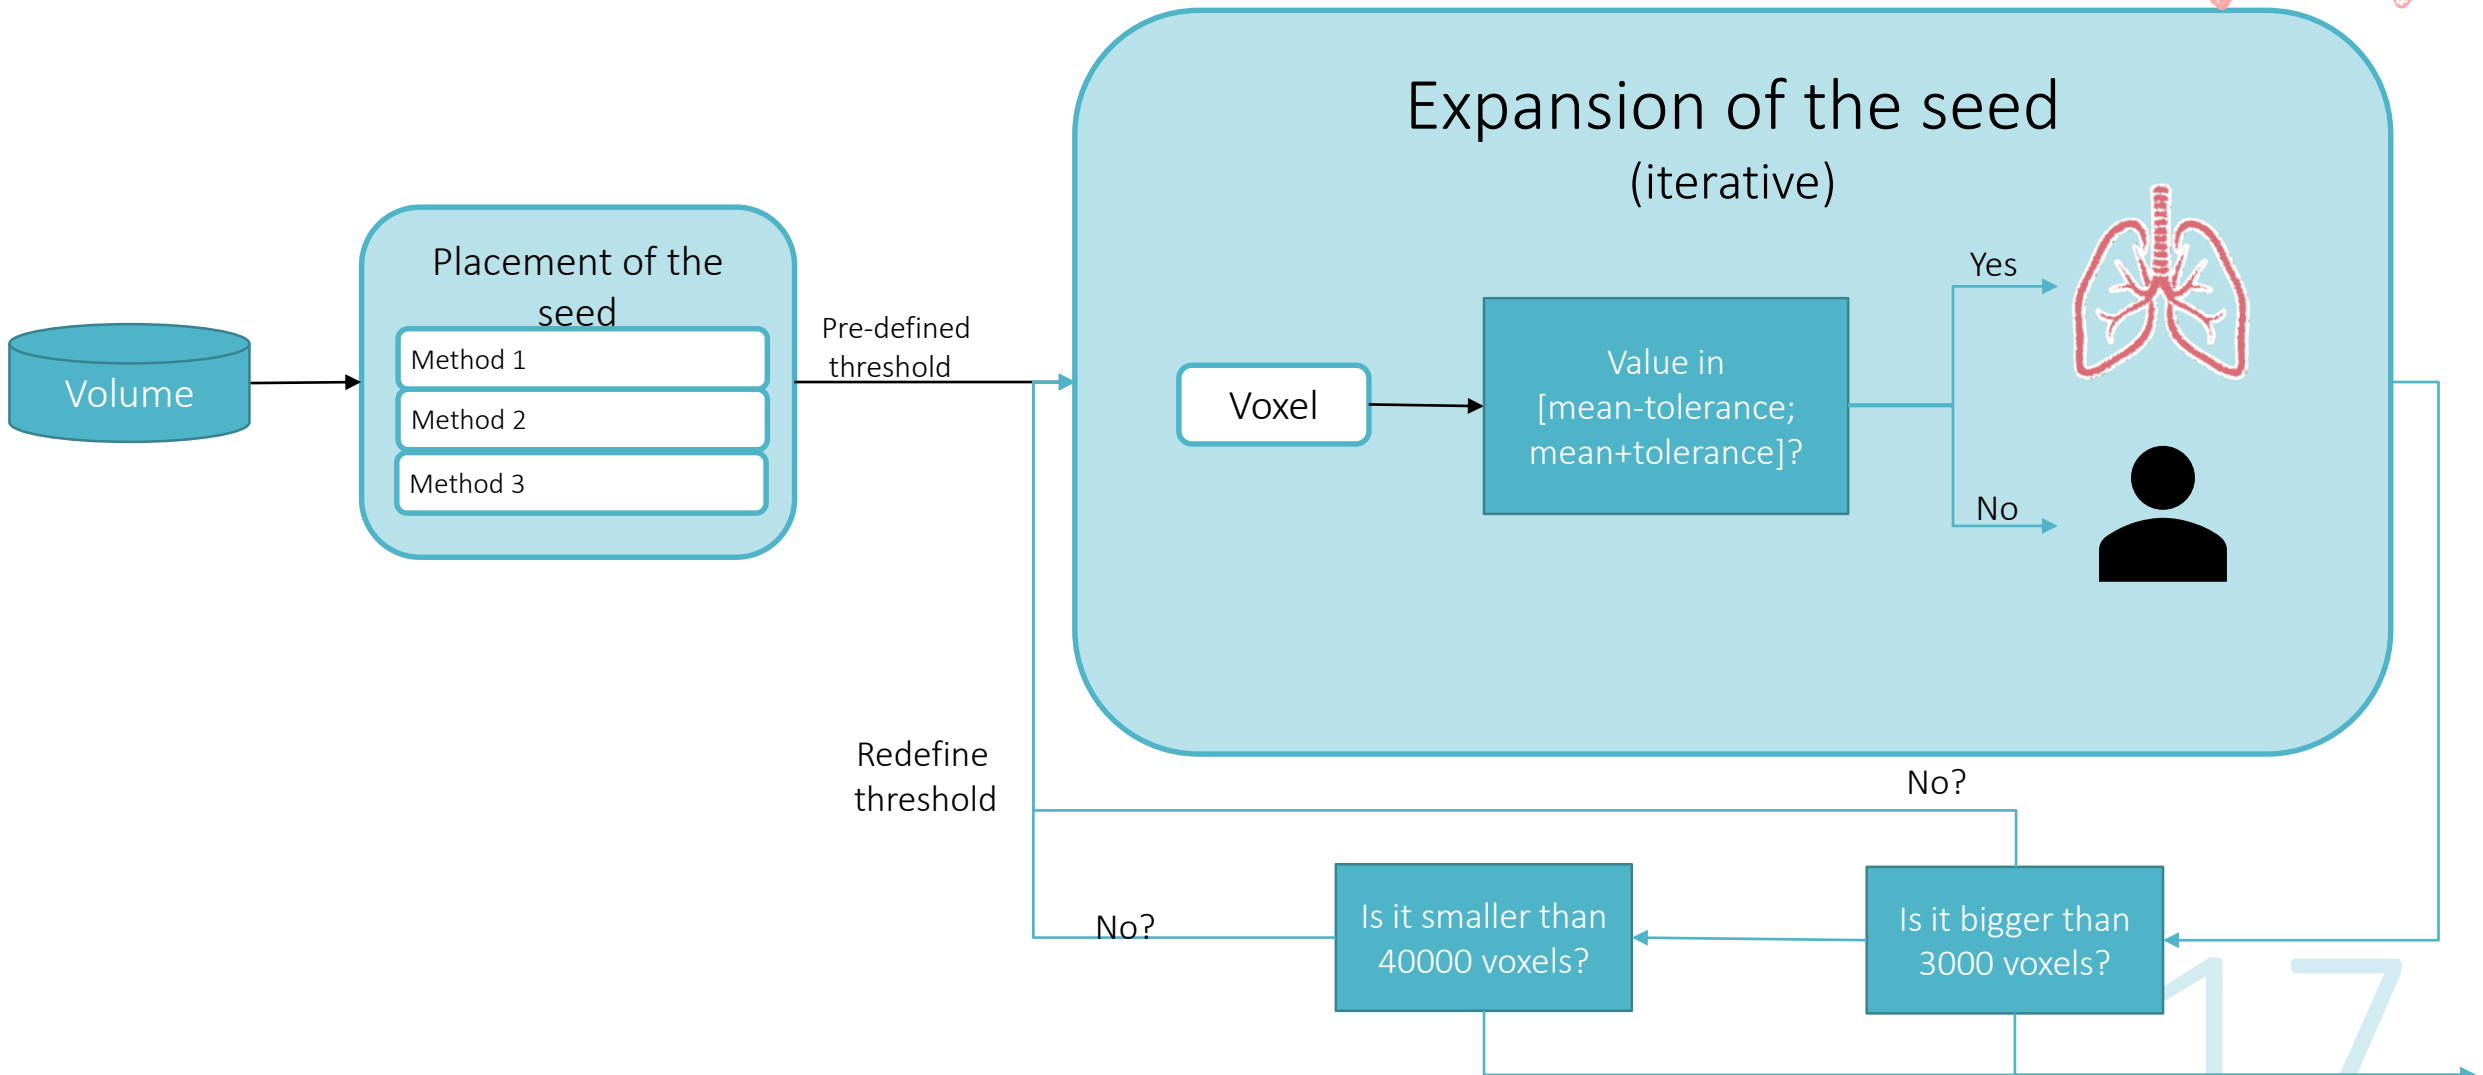 Expansion of the seed
(iterative)
Placement of the
seed
Method 1
Method 2
Method 3
Volume
Pre-defined
threshold
Voxel
Value in
[mean-tolerance;
mean+tolerance]?
Yes
No
Redefine
threshold
No?
No?
Is it smaller than
40000 voxels?
Is it bigger than
3000 voxels?
17